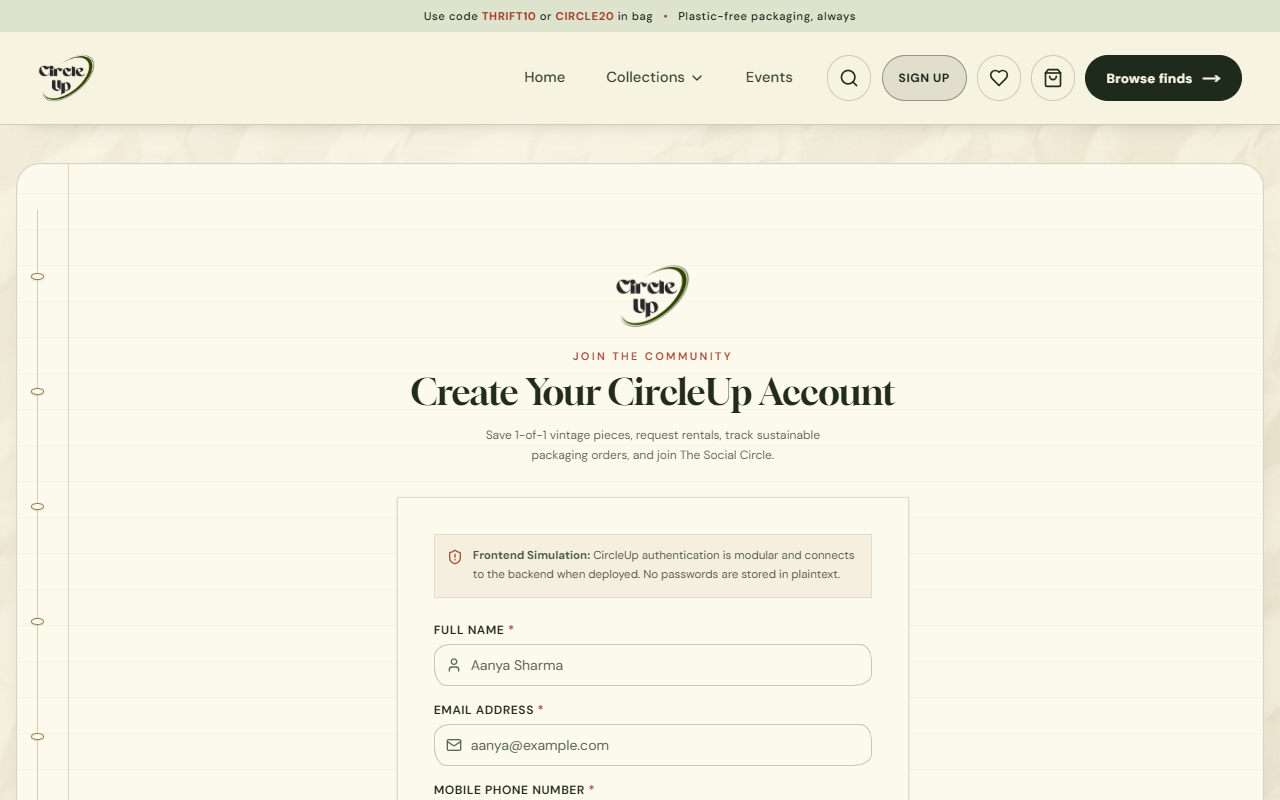 Use code THRIFT10 or CIRCLE20 in bag • Plastic-free packaging, always
Circle
Up
Home
Collections
Events
SIGN UP
Browse finds →
Circle
Up
JOIN THE COMMUNITY
Create Your CircleUp Account
Save 1-of-1 vintage pieces, request rentals, track sustainable
packaging orders, and join The Social Circle.
Frontend Simulation: CircleUp authentication is modular and connects
to the backend when deployed. No passwords are stored in plaintext.
FULL NAME *
Aanya Sharma
EMAIL ADDRESS *
aanya@example.com
MOBILE PHONE NUMBER *